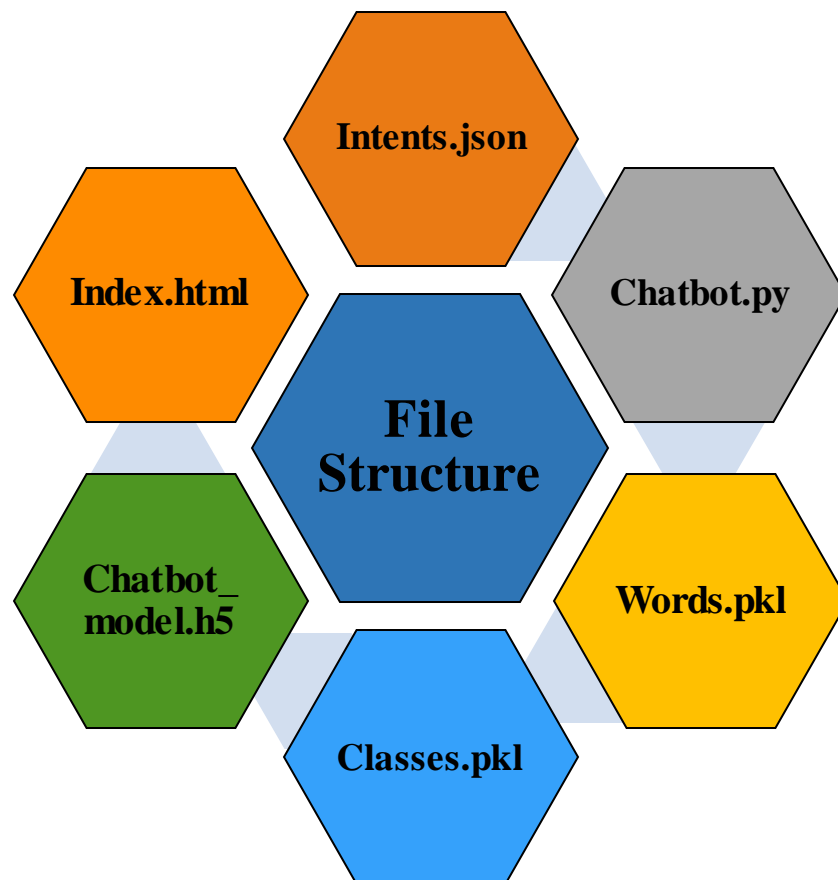 Intents.json
Index.html
Chatbot.py
File
Structure
Chatbot_
model.h5
Words.pkl
Classes.pkl